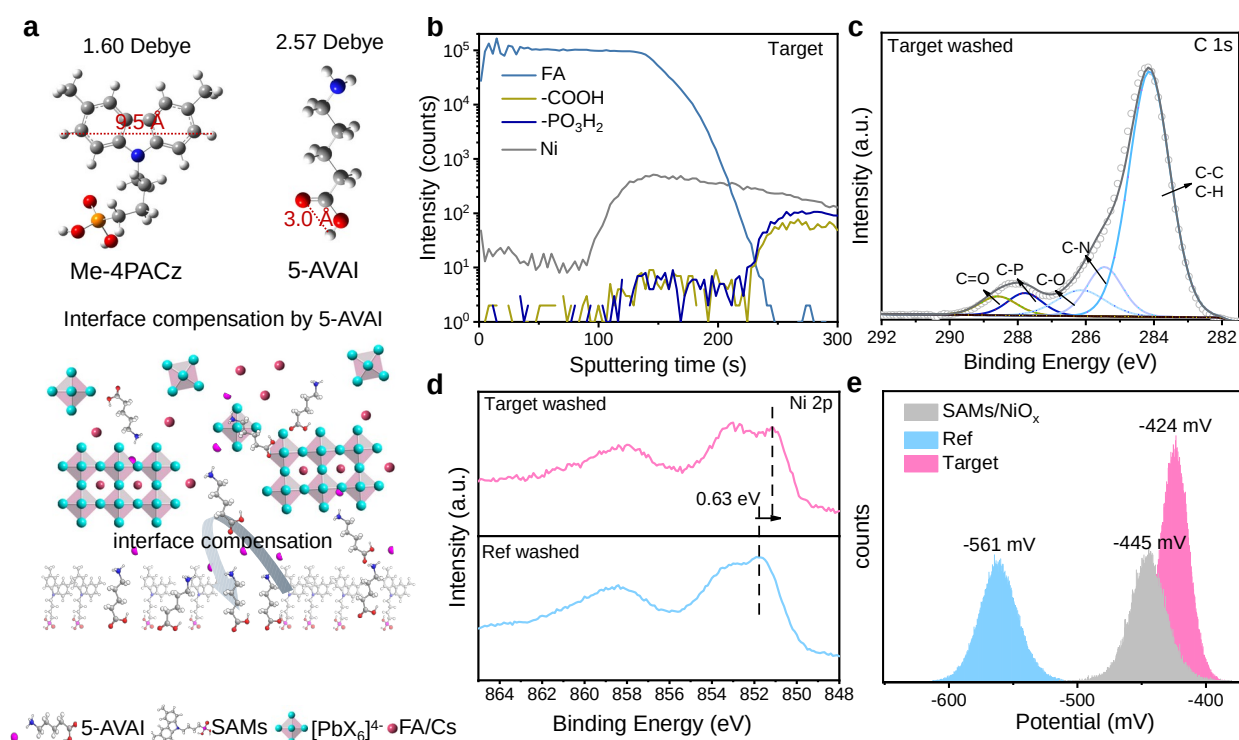 a
1.60 Debye
2.57 Debye
9.5 Å
3.0 Å
Me-4PACz
5-AVAI
Interface compensation by 5-AVAI
interface compensation
5-AVAI
SAMs
[PbX6]4-
FA/Cs
b
Target
FA
-COOH
-PO3H2
Ni
Intensity (counts)
10⁵
10⁴
10³
10²
10¹
10⁰
0
100
200
300
Sputtering time (s)
c
Target washed
C 1s
C-C
C-H
C-N
C-O
C-P
C=O
Intensity (a.u.)
292 290 288 286 284 282
Binding Energy (eV)
d
Target washed
Ni 2p
0.63 eV
Ref washed
Intensity (a.u.)
864 862 860 858 856 854 852 850 848
Binding Energy (eV)
e
SAMs/NiOx
Ref
Target
-424 mV
-445 mV
-561 mV
counts
-600
-500
-400
Potential (mV)